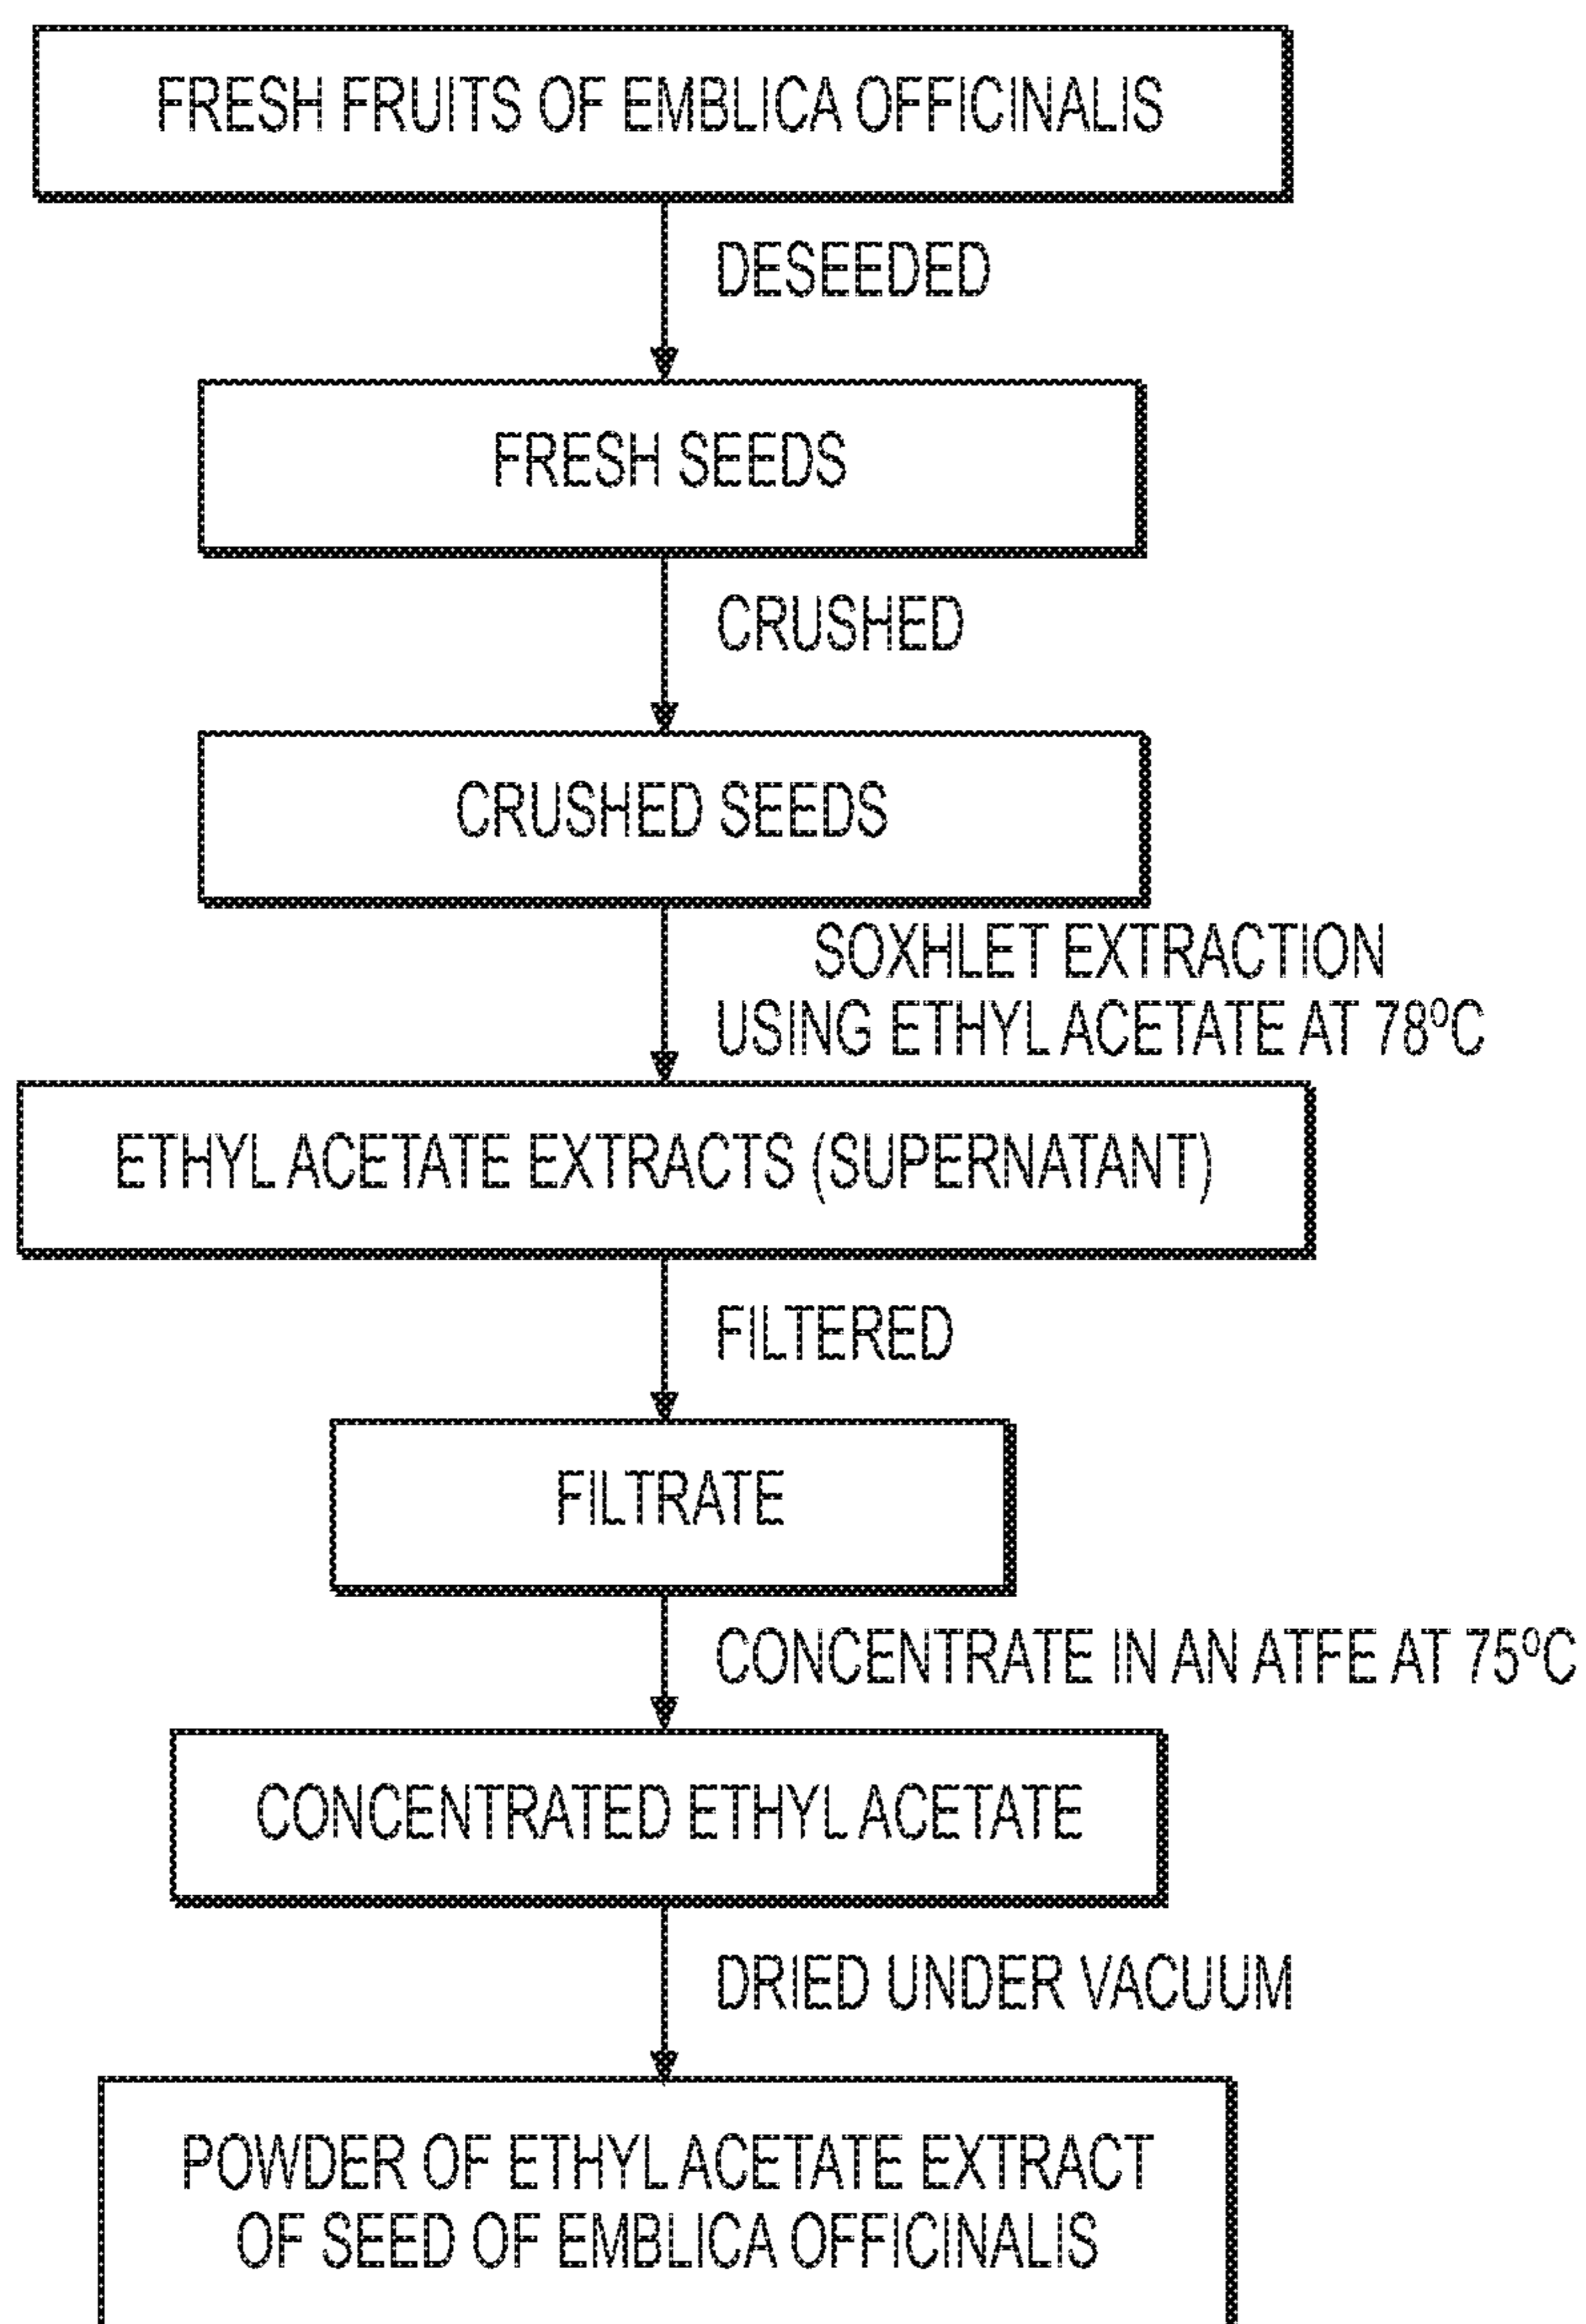 FRESH FRUITS OF EMBLICA OFFICINALIS
DESEEDED
FRESH SEEDS
CRUSHED
CRUSHED SEEDS
SOXHLET EXTRACTION
USING ETHYL ACETATE AT 78ºC
ETHYL ACETATE EXTRACTS (SUPERNATANT)
FILTERED
FILTRATE
CONCENTRATE IN AN ATFE AT 75ºC
CONCENTRATED ETHYL ACETATE
DRIED UNDER VACUUM
POWDER OF ETHYL ACETATE EXTRACT
OF SEED OF EMBLICA OFFICINALIS